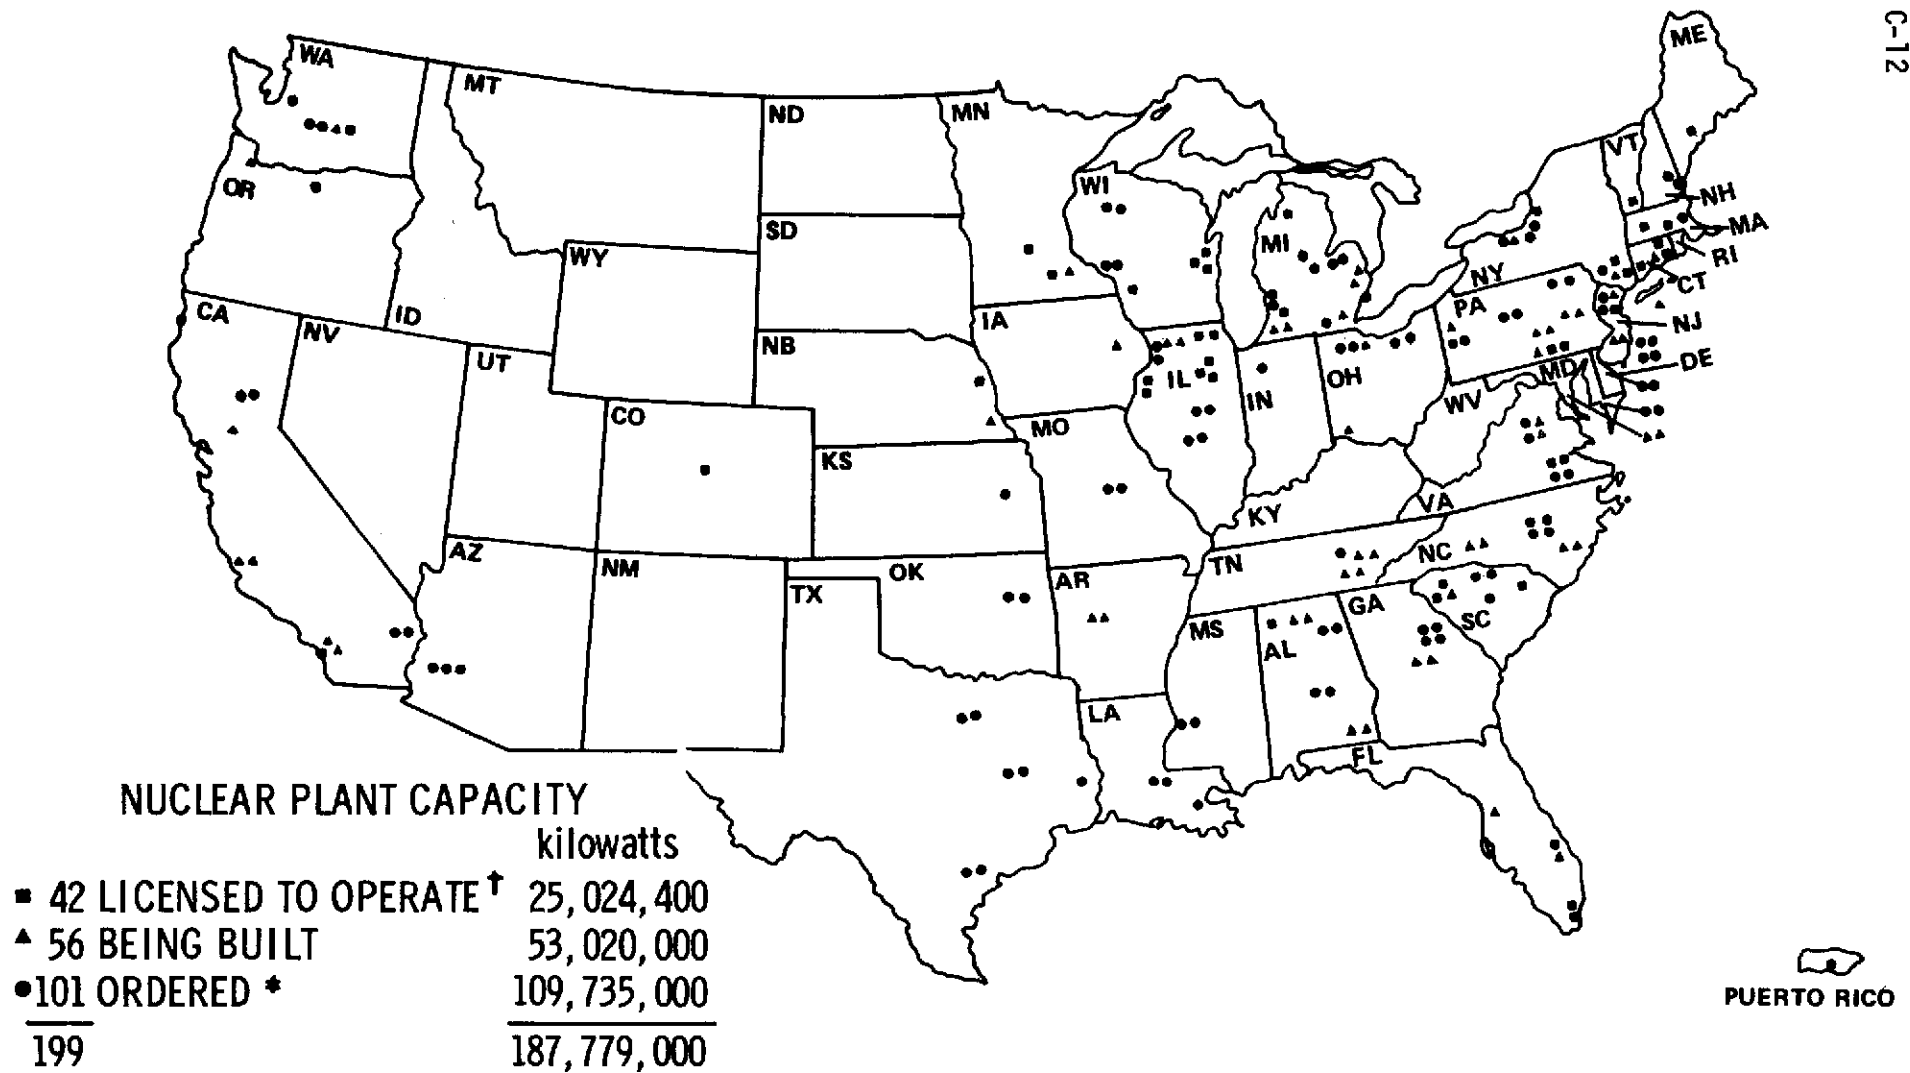 C-12
WA
MT
ND
MN
ME
VT
OR
ID
WY
SD
WI
MI
NY
NH
MA
RI
CT
CA
NV
UT
NB
IA
IL
IN
OH
PA
NJ
MD
DE
WV
CO
KS
MO
KY
VA
AZ
NM
TX
OK
AR
TN
NC
MS
AL
GA
SC
LA
FL
NUCLEAR PLANT CAPACITY
kilowatts
■ 42 LICENSED TO OPERATE† 25,024,400
▲ 56 BEING BUILT 53,020,000
●101 ORDERED * 109,735,000
199 187,779,000
PUERTO RICO